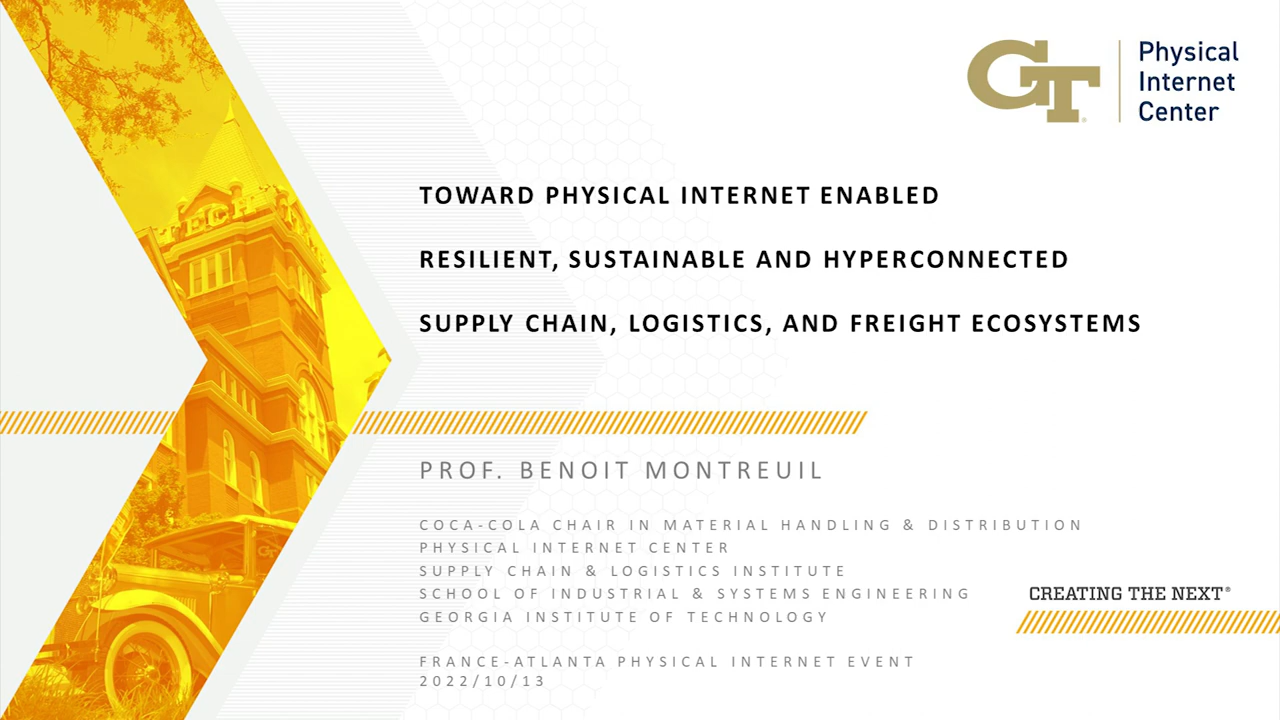 GT
Physical
Internet
Center
TOWARD PHYSICAL INTERNET ENABLED
RESILIENT, SUSTAINABLE AND HYPERCONNECTED
SUPPLY CHAIN, LOGISTICS, AND FREIGHT ECOSYSTEMS
TECH
PROF. BENOIT MONTREUIL
COCA-COLA CHAIR IN MATERIAL HANDLING & DISTRIBUTION
PHYSICAL INTERNET CENTER
SUPPLY CHAIN & LOGISTICS INSTITUTE
SCHOOL OF INDUSTRIAL & SYSTEMS ENGINEERING
GEORGIA INSTITUTE OF TECHNOLOGY
CREATING THE NEXT®
FRANCE-ATLANTA PHYSICAL INTERNET EVENT
2022/10/13